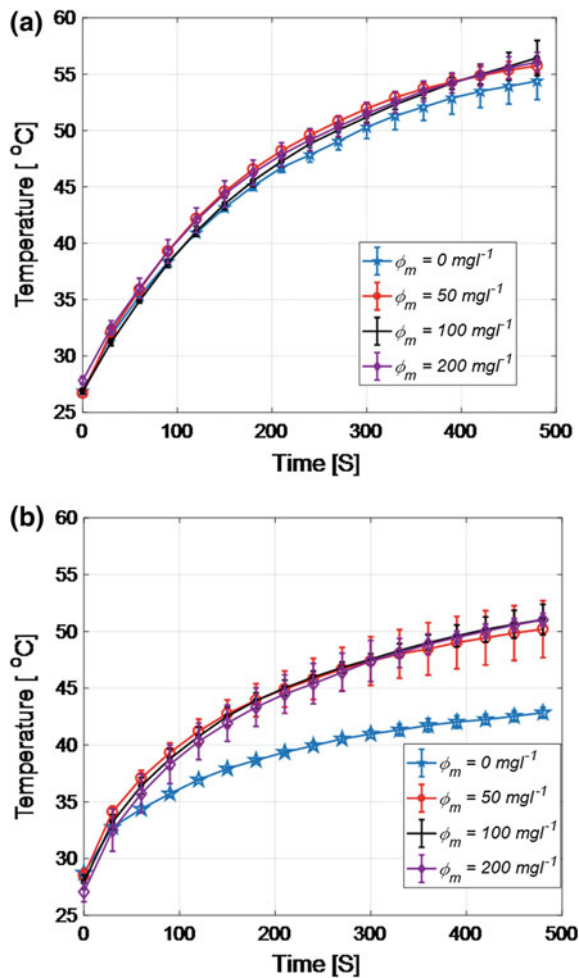 (a)
60
55
50
45
40
35
30
25
Temperature [ °C]
ϕm = 0 mgl⁻¹
ϕm = 50 mgl⁻¹
ϕm = 100 mgl⁻¹
ϕm = 200 mgl⁻¹
0 100 200 300 400 500
Time [S]
(b)
60
55
50
45
40
35
30
25
Temperature [ °C]
ϕm = 0 mgl⁻¹
ϕm = 50 mgl⁻¹
ϕm = 100 mgl⁻¹
ϕm = 200 mgl⁻¹
0 100 200 300 400 500
Time [S]